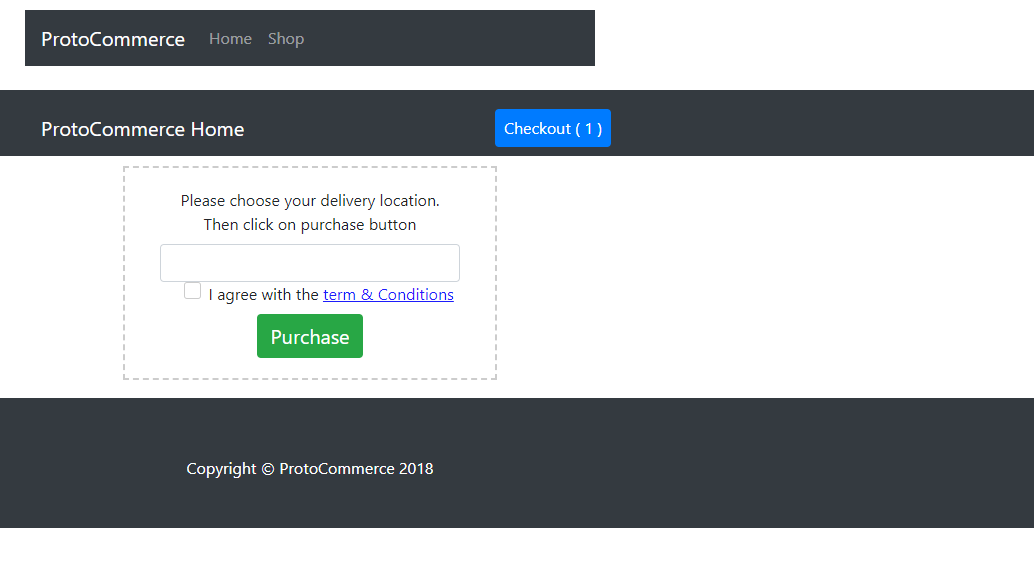 ProtoCommerce Home Shop
ProtoCommerce Home Checkout ( 1 )
Please choose your delivery location.
Then click on purchase button
I agree with the term & Conditions
Purchase
Copyright © ProtoCommerce 2018